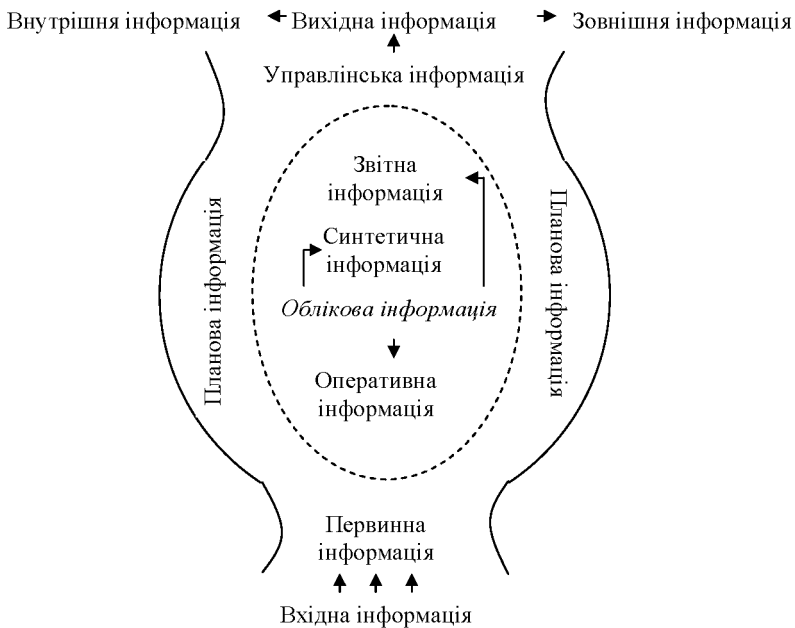 Внутрішня інформація Вихідна інформація Зовнішня інформація
Управлінська інформація
Звітна
інформація
Синтетична
інформація
Облікова інформація
Оперативна
інформація
Планова інформація
Планова інформація
Первинна
інформація
Вхідна інформація